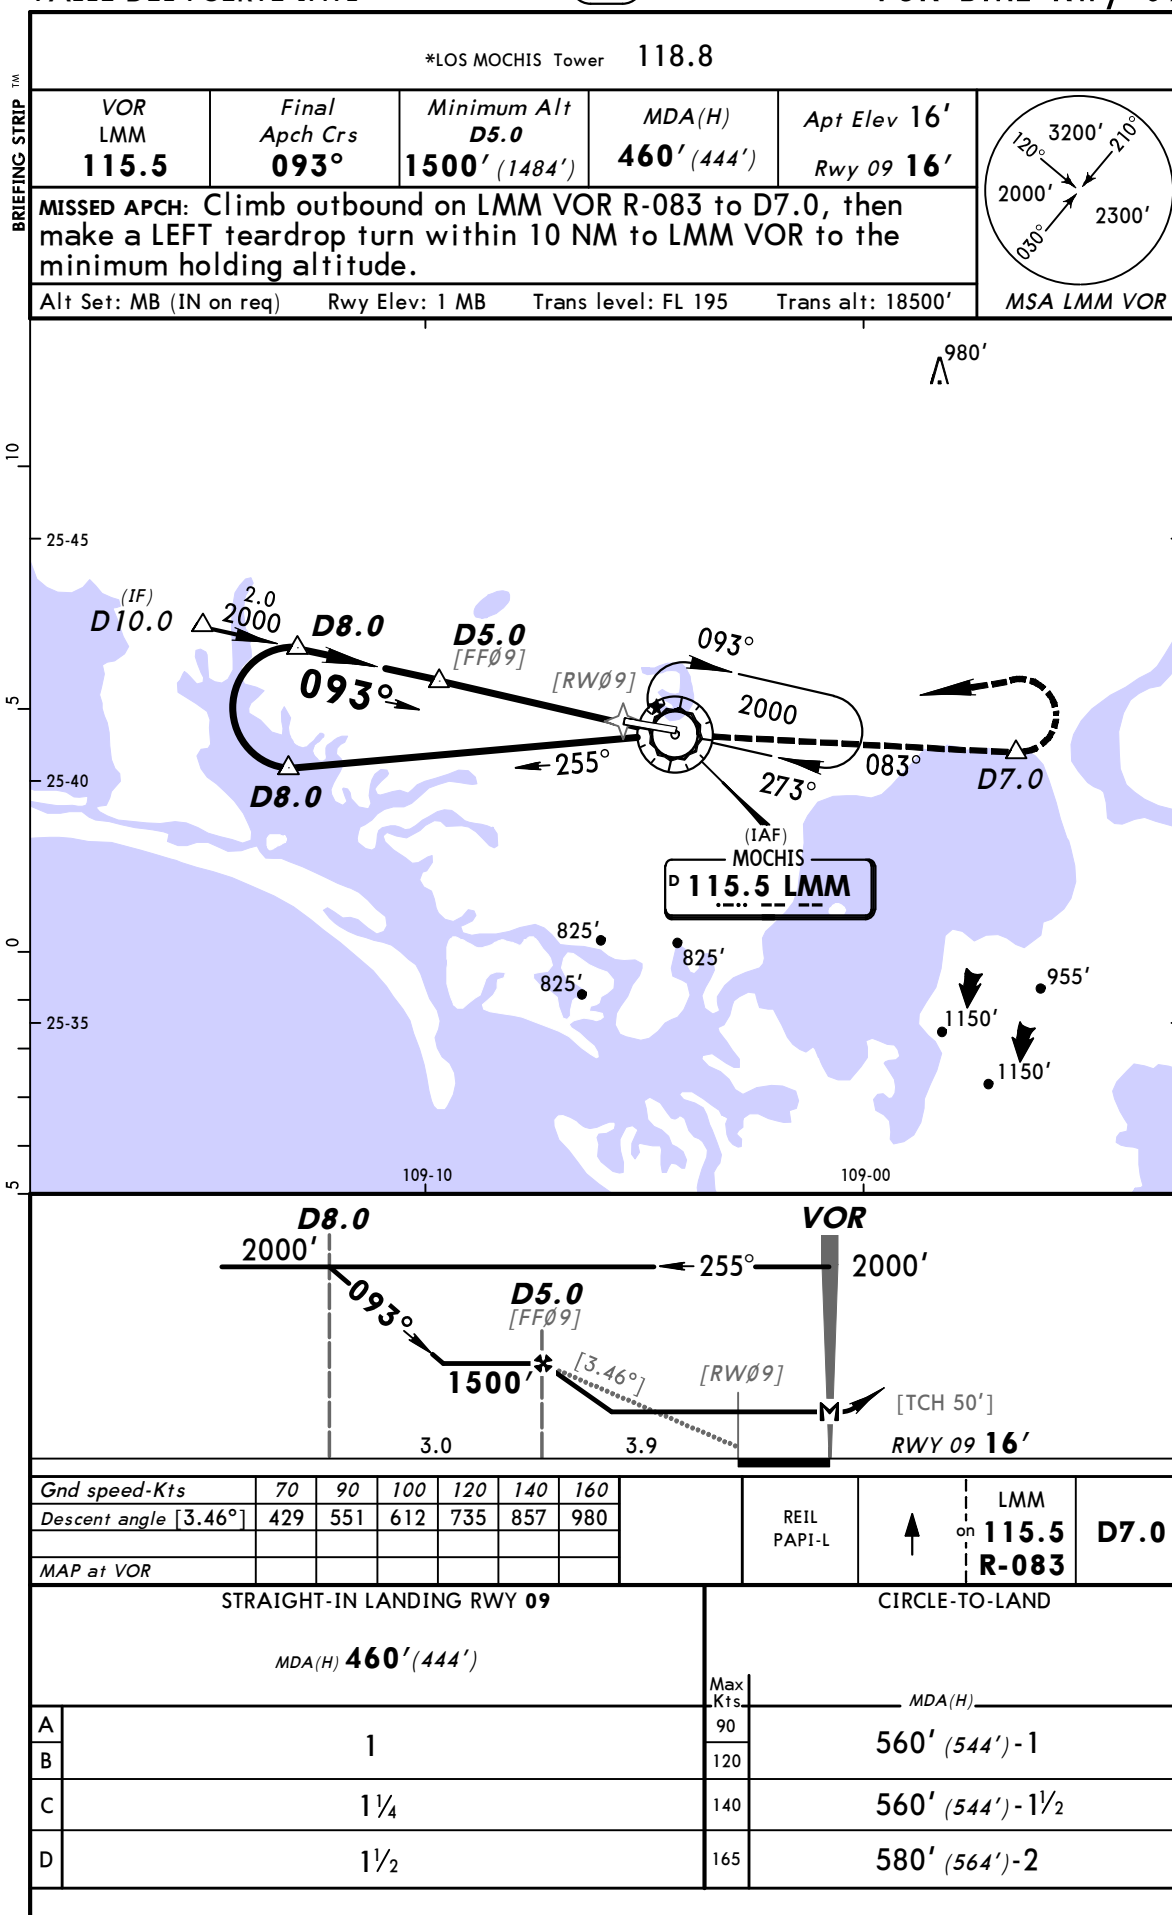 *LOS MOCHIS Tower 118.8
BRIEFING STRIP TM
VOR
LMM
115.5
Final
Apch Crs
093°
Minimum Alt
D5.0
1500' (1484')
MDA(H)
460' (444')
Apt Elev 16'
Rwy 09 16'
MISSED APCH: Climb outbound on LMM VOR R-083 to D7.0, then
make a LEFT teardrop turn within 10 NM to LMM VOR to the
minimum holding altitude.
Alt Set: MB (IN on req) Rwy Elev: 1 MB Trans level: FL 195 Trans alt: 18500'
3200'
120°
210°
2000'
2300'
030°
MSA LMM VOR
980'
10
25-45
(IF)
D10.0
2.0
2000
D8.0
D5.0
[FFØ9]
093°
[RWØ9]
093°
2000
5
255°
273°
083°
D7.0
25-40
D8.0
(IAF)
MOCHIS
D 115.5 LMM
825'
825'
825'
0
955'
1150'
1150'
25-35
5
109-10
109-00
D8.0
VOR
2000'
255°
2000'
093°
D5.0
[FFØ9]
1500'
[3.46°]
[RWØ9]
M
[TCH 50']
3.0
3.9
RWY 09 16'
Gnd speed-Kts 70 90 100 120 140 160
Descent angle [3.46°] 429 551 612 735 857 980
MAP at VOR
REIL
PAPI-L
on
LMM
115.5
R-083
D7.0
STRAIGHT-IN LANDING RWY 09
MDA(H) 460' (444')
CIRCLE-TO-LAND
Max
Kts
MDA(H)
A
B
1
90
120
560' (544')-1
C
1¼
140
560' (544')-1½
D
1½
165
580' (564')-2